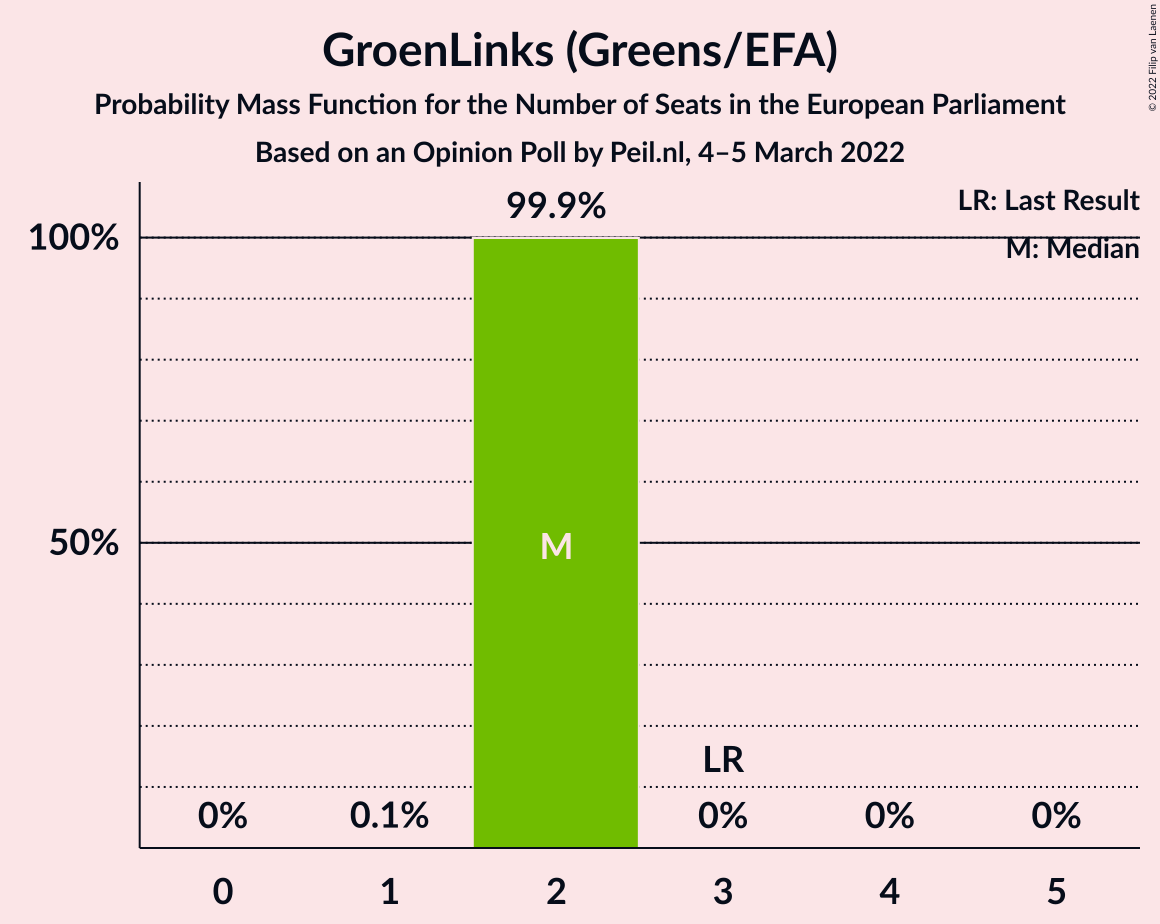 GroenLinks (Greens/EFA)
Probability Mass Function for the Number of Seats in the European Parliament
Based on an Opinion Poll by Peil.nl, 4–5 March 2022
© 2022 Filip van Laenen
99.9%
LR: Last Result
100%
M: Median
50%
M
LR
0% 0.1% 0% 0% 0%
0 1 2 3 4 5